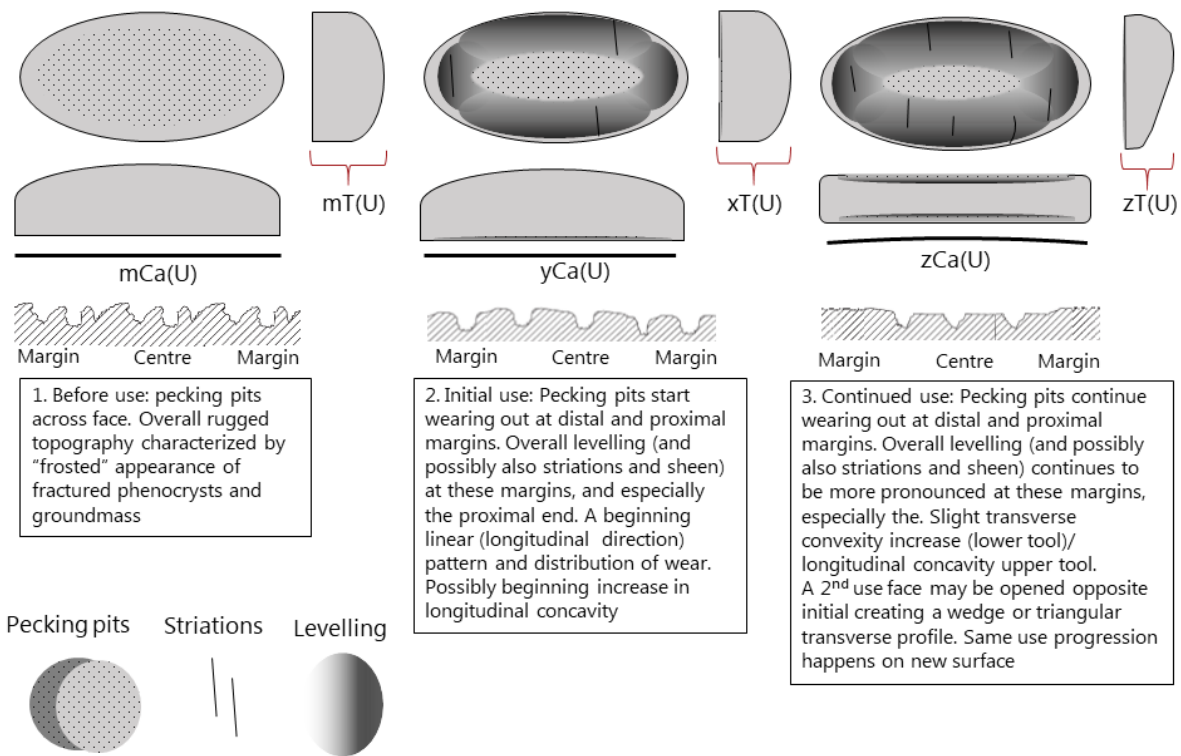 mT(U)
xT(U)
zT(U)
mCa(U)
yCa(U)
zCa(U)
Margin Centre Margin
Margin Centre Margin
Margin Centre Margin
1. Before use: pecking pits
across face. Overall rugged
topography characterized by
“frosted” appearance of
fractured phenocrysts and
groundmass
2. Initial use: Pecking pits start
wearing out at distal and proximal
margins. Overall levelling (and
possibly also striations and sheen)
at these margins, and especially
the proximal end. A beginning
linear (longitudinal direction)
pattern and distribution of wear.
Possibly beginning increase in
longitudinal concavity
3. Continued use: Pecking pits continue
wearing out at distal and proximal
margins. Overall levelling (and possibly
also striations and sheen) continues to
be more pronounced at these margins,
especially the. Slight transverse
convexity increase (lower tool)/
longitudinal concavity upper tool.
A 2nd use face may be opened opposite
initial creating a wedge or triangular
transverse profile. Same use progression
happens on new surface
Pecking pits Striations Levelling